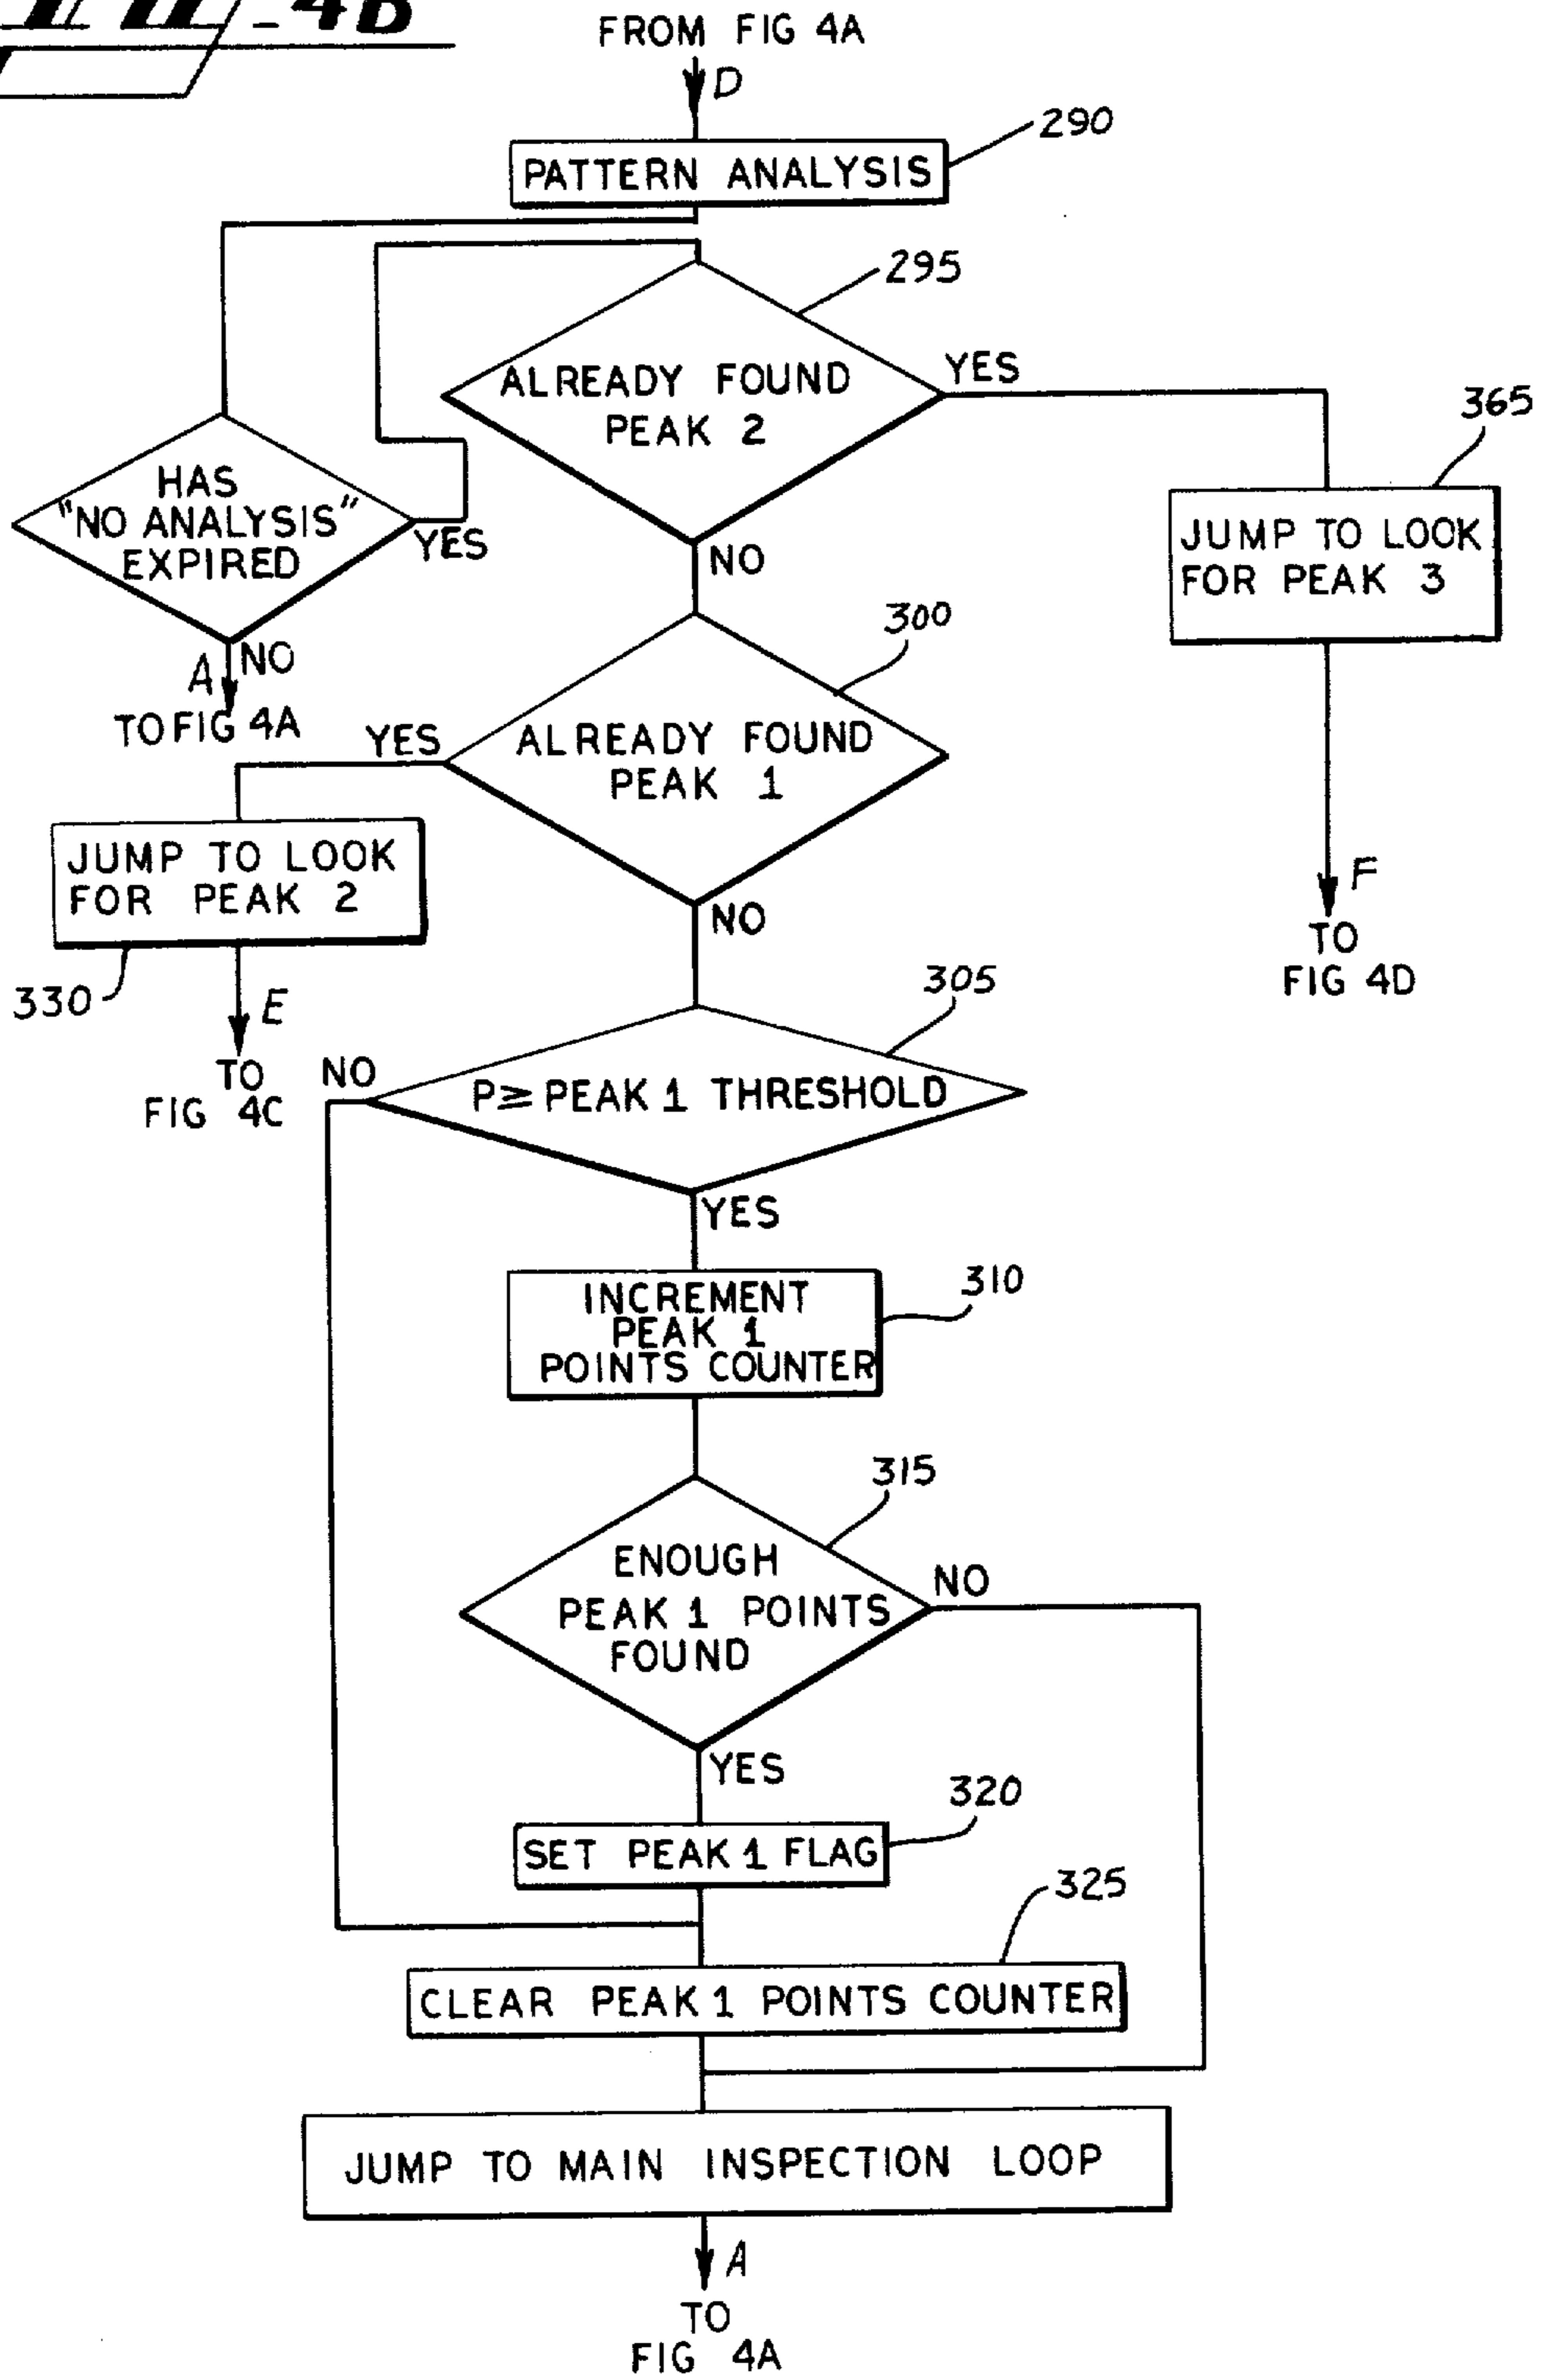 4B
FROM FIG 4A
D
290
PATTERN ANALYSIS
295
ALREADY FOUND
PEAK 2
YES
NO
365
JUMP TO LOOK
FOR PEAK 3
F
TO
FIG 4D
HAS
"NO ANALYSIS"
EXPIRED
YES
NO
A
TO FIG 4A
300
ALREADY FOUND
PEAK 1
YES
NO
JUMP TO LOOK
FOR PEAK 2
330
E
TO
FIG 4C
305
P≥ PEAK 1 THRESHOLD
NO
YES
310
INCREMENT
PEAK 1
POINTS COUNTER
315
ENOUGH
PEAK 1 POINTS
FOUND
NO
YES
320
SET PEAK 1 FLAG
325
CLEAR PEAK 1 POINTS COUNTER
JUMP TO MAIN INSPECTION LOOP
A
TO
FIG 4A